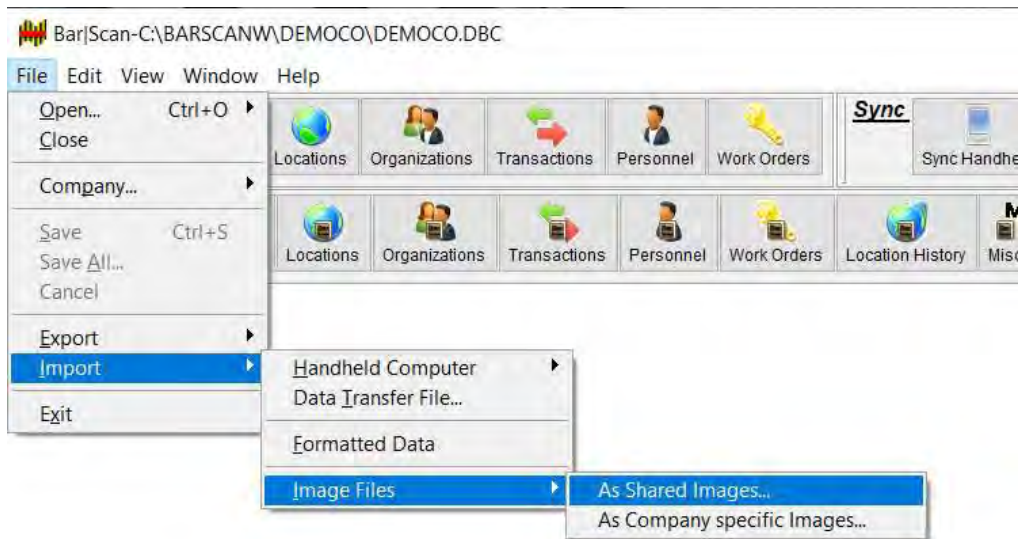 Bar|Scan-C:\BARSCANW\DEMOCO\DEMOCO.DBC
File Edit View Window Help
Open... Ctrl+O
Close
Company...
Save Ctrl+S
Save All...
Cancel
Export
Import
Exit
Locations Organizations Transactions Personnel Work Orders
Sync
Sync Handhe
Locations Organizations Transactions Personnel Work Orders Location History Misc
Handheld Computer
Data Transfer File...
Formatted Data
Image Files
As Shared Images...
As Company specific Images...